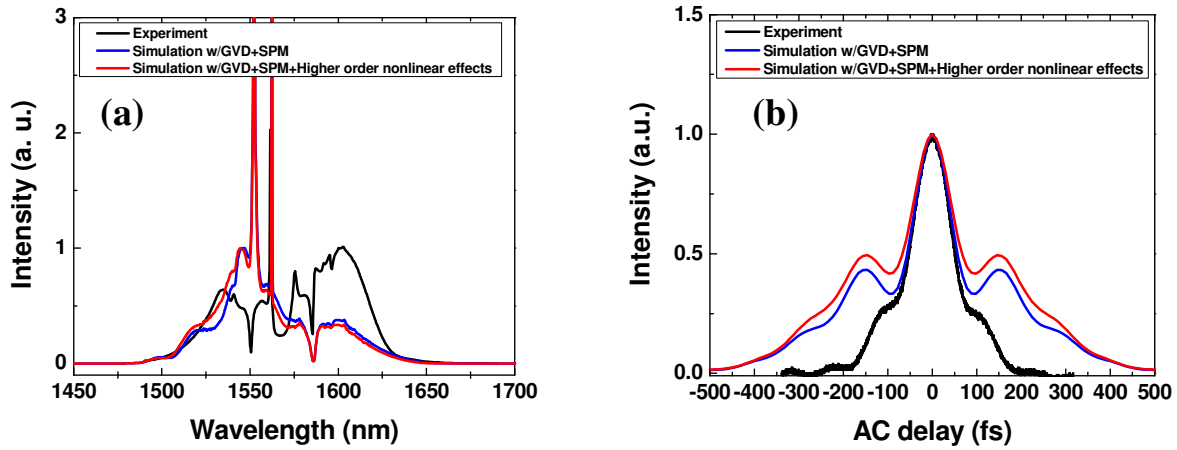 Experiment
Simulation w/GVD+SPM
Simulation w/GVD+SPM+Higher order nonlinear effects
(a)
3
2
1
0
Intensity (a. u.)
1450 1500 1550 1600 1650 1700
Wavelength (nm)
Experiment
Simulation w/GVD+SPM
Simulation w/GVD+SPM+Higher order nonlinear effects
(b)
1.5
1.0
0.5
0.0
Intensity (a.u.)
-500 -400 -300 -200 -100 0 100 200 300 400 500
AC delay (fs)